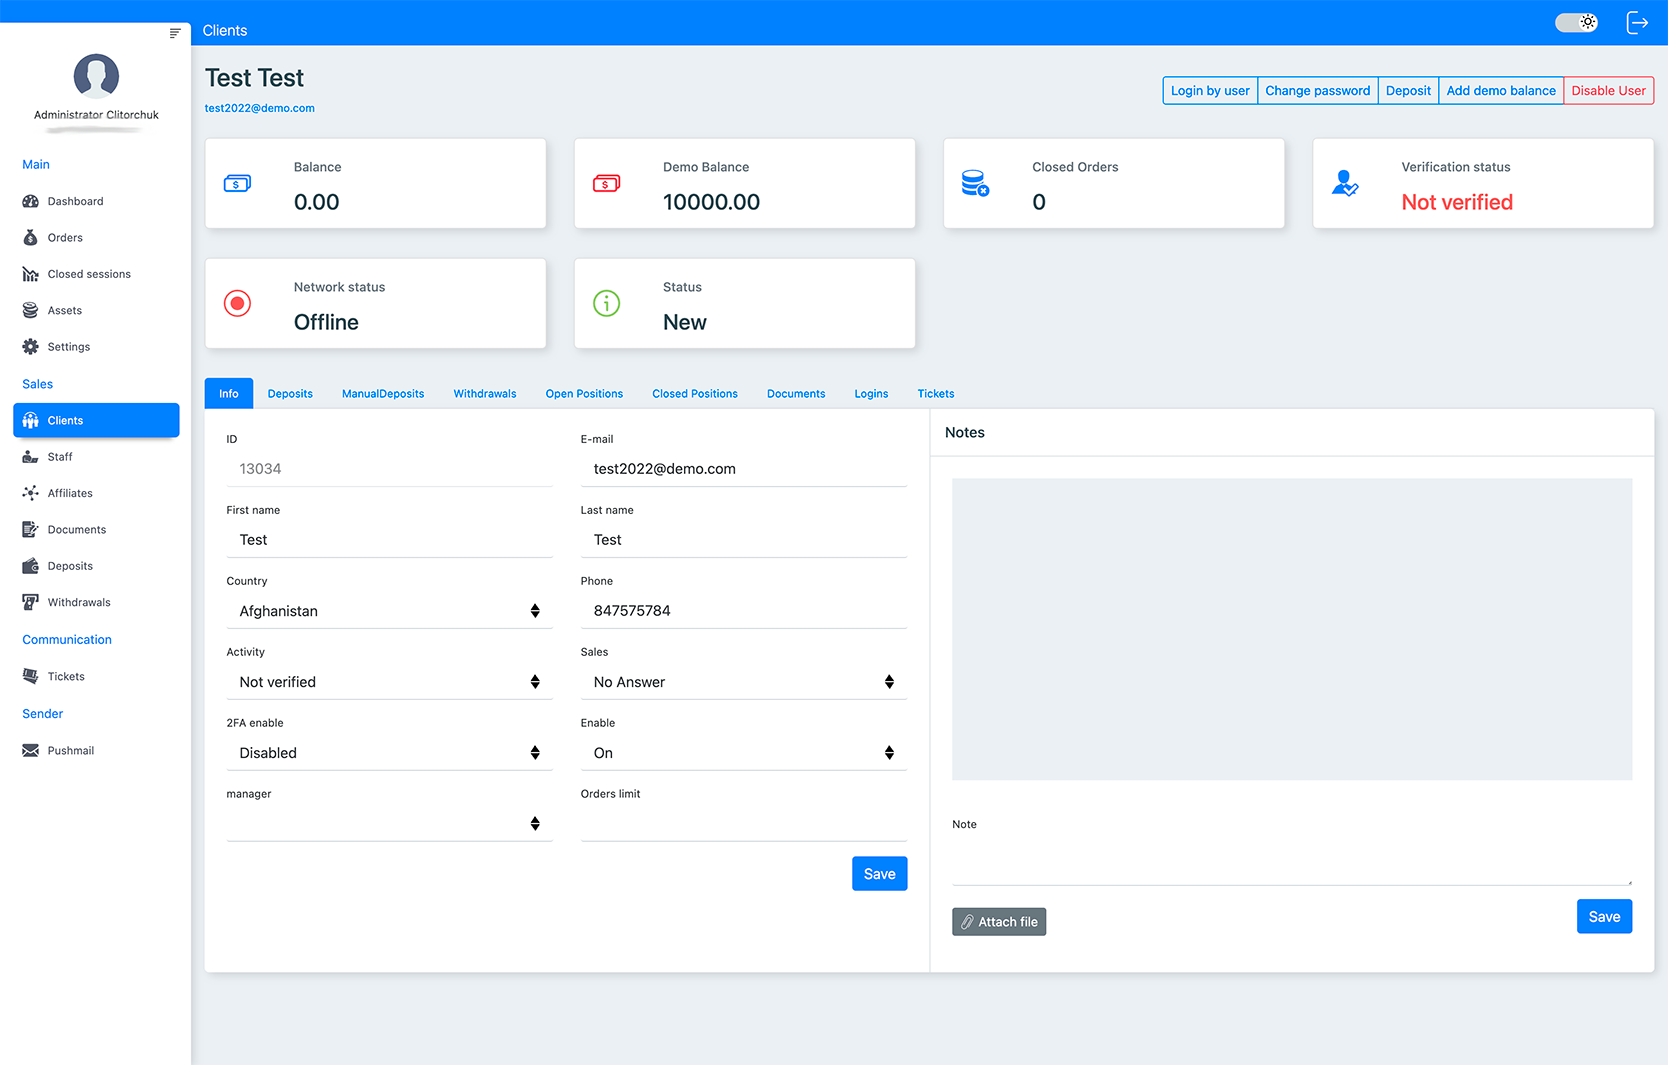 Clients
Administrator Clitorchuk
Main
Dashboard
Orders
Closed sessions
Assets
Settings
Sales
Clients
Staff
Affiliates
Documents
Deposits
Withdrawals
Communication
Tickets
Sender
Pushmail
Test Test
test2022@demo.com
Login by user Change password Deposit Add demo balance Disable User
Balance
0.00
Demo Balance
10000.00
Closed Orders
0
Verification status
Not verified
Network status
Offline
Status
New
Info Deposits ManualDeposits Withdrawals Open Positions Closed Positions Documents Logins Tickets
ID
13034
E-mail
test2022@demo.com
First name
Test
Last name
Test
Country
Afghanistan
Phone
847575784
Activity
Not verified
Sales
No Answer
2FA enable
Disabled
Enable
On
manager
Orders limit
Save
Notes
Note
Attach file
Save